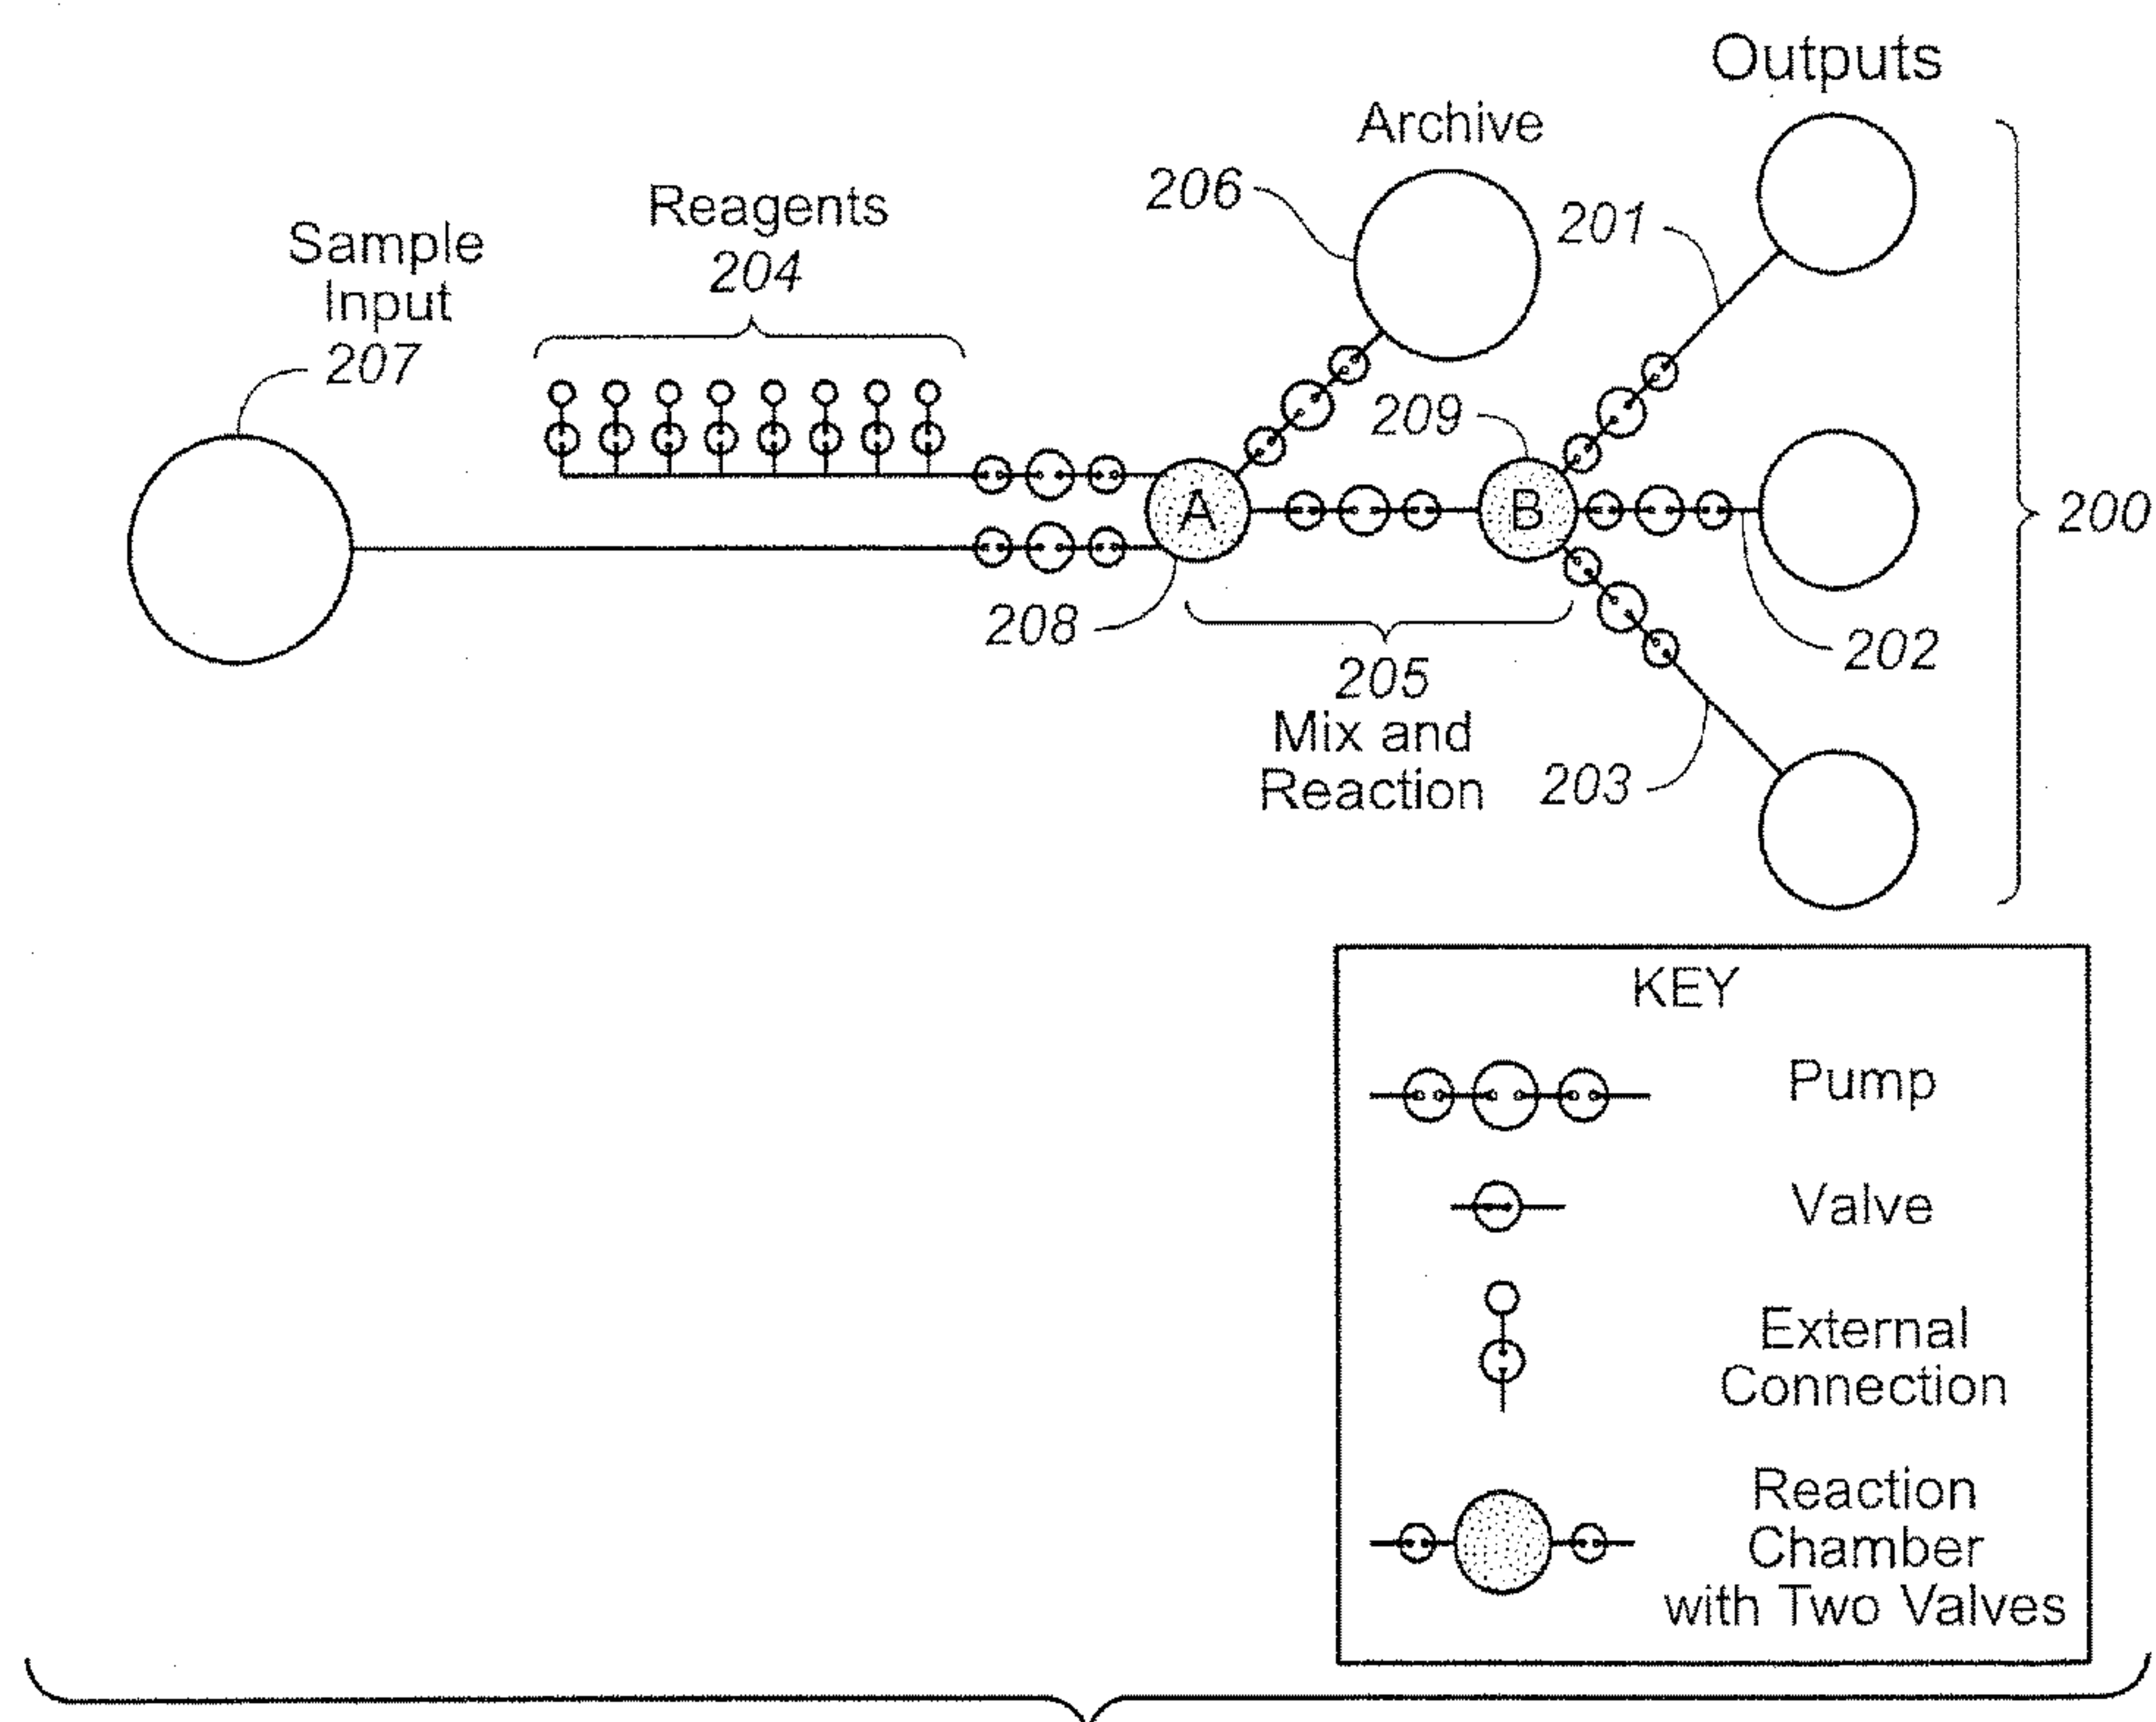 Outputs
Archive
206
201
Reagents
204
Sample
Input
207
209
A
B
200
208
202
205
Mix and
Reaction
203
KEY
Pump
Valve
External
Connection
Reaction
Chamber
with Two Valves